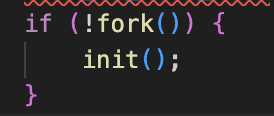 if (!fork()) {
    init();
}